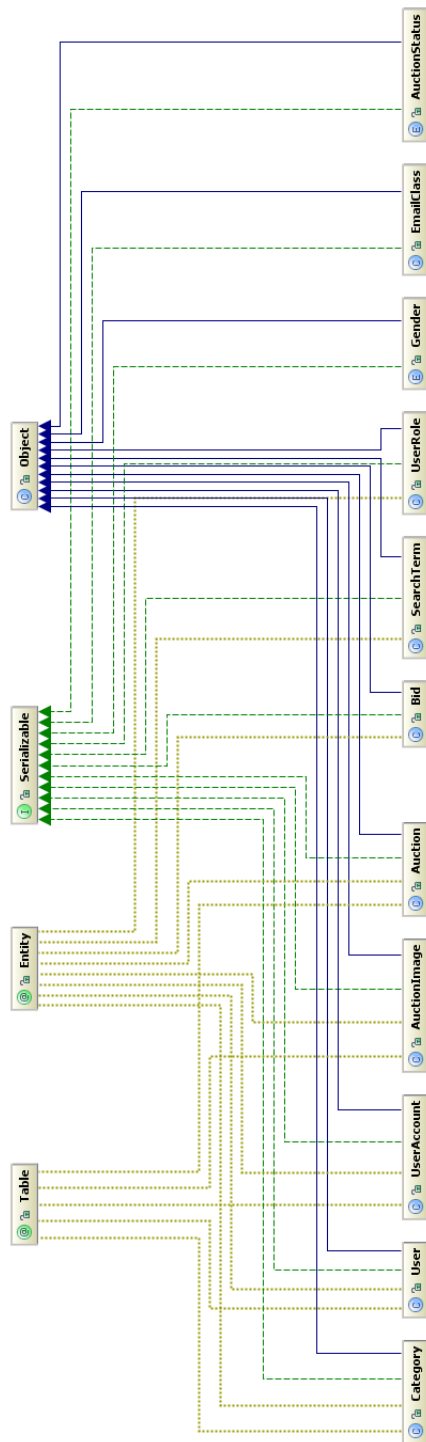 @ Table
@ Entity
I Serializable
C Object
C Category
C User
C UserAccount
C AuctionImage
C Auction
C Bid
C SearchTerm
C UserRole
E Gender
C EmailClass
E AuctionStatus